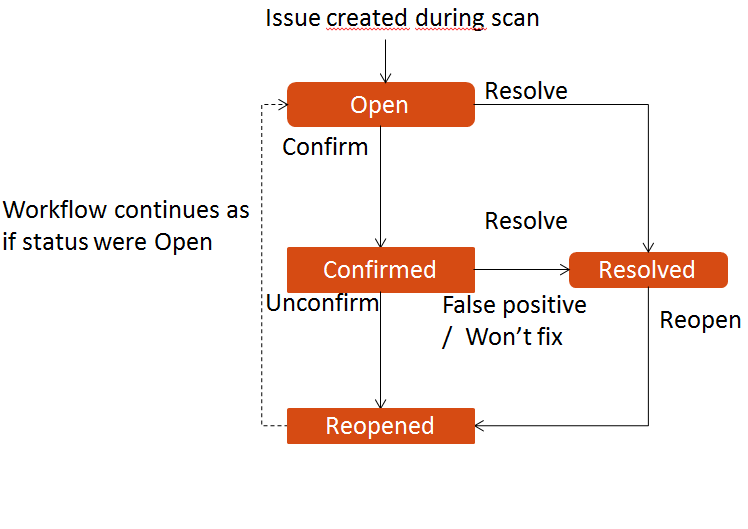 Issue created during scan
Resolve
Open
Confirm
Workflow continues as
if status were Open
Resolve
Confirmed
Resolved
Unconfirm
False positive
/ Won’t fix
Reopen
Reopened